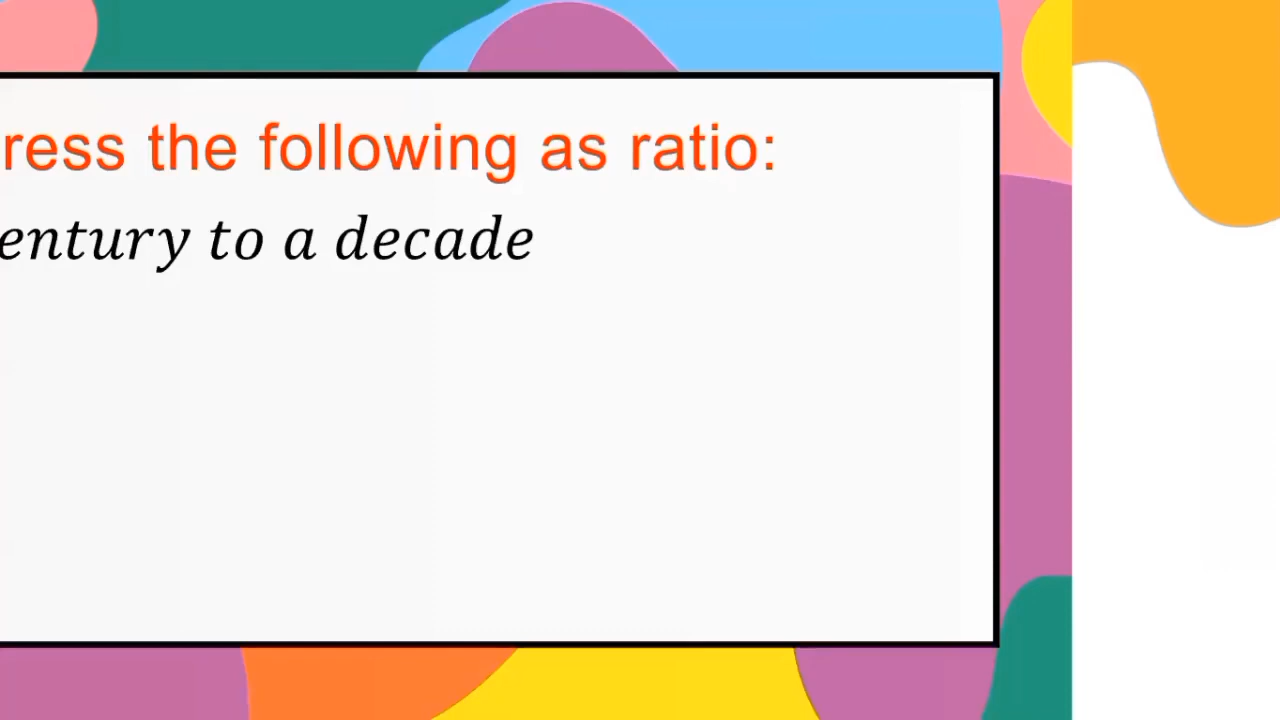 ress the following as ratio:
entury to a decade